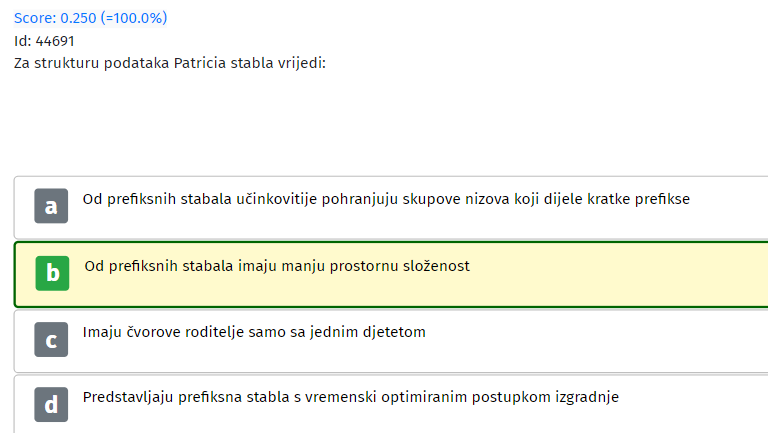 Score: 0.250 (=100.0%)
Id: 44691
Za strukturu podataka Patricia stabla vrijedi:
a Od prefiksnih stabala učinkovitije pohranjuju skupove nizova koji dijele kratke prefikse
b Od prefiksnih stabala imaju manju prostornu složenost
c Imaju čvorove roditelje samo sa jednim djetetom
d Predstavljaju prefiksna stabla s vremenski optimiranim postupkom izgradnje